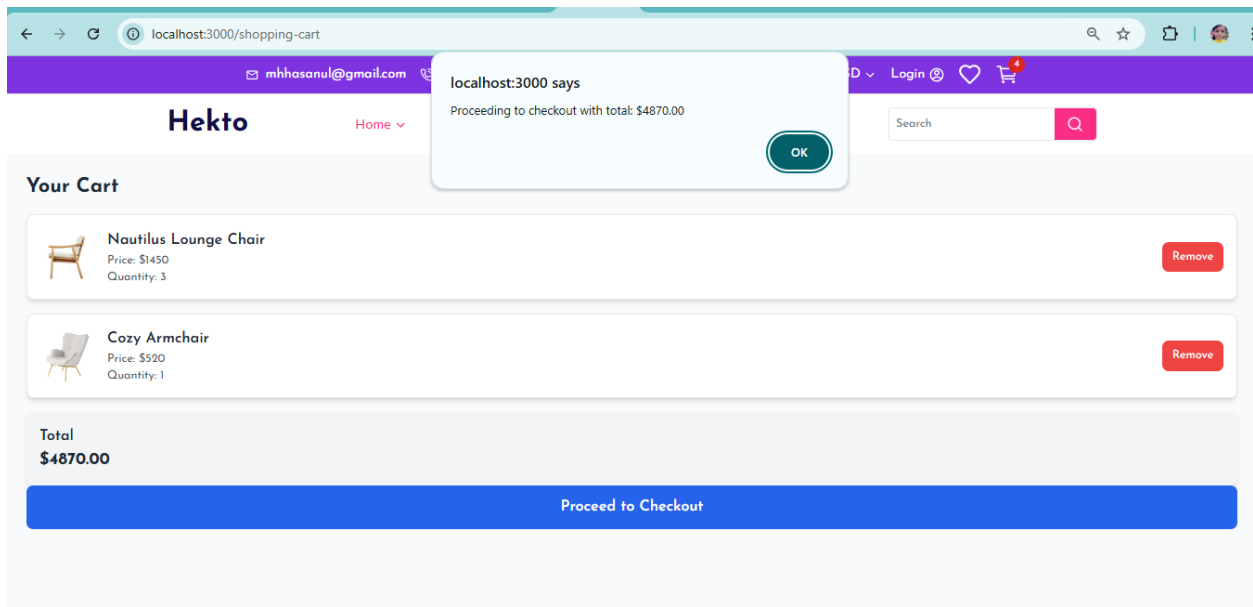 localhost:3000/shopping-cart
mhhasanul@gmail.com
Login
4
localhost:3000 says
Proceeding to checkout with total: $4870.00
OK
Hekto
Home
Search
Your Cart
Nautilus Lounge Chair
Price: $1450
Quantity: 3
Remove
Cozy Armchair
Price: $520
Quantity: 1
Remove
Total
$4870.00
Proceed to Checkout